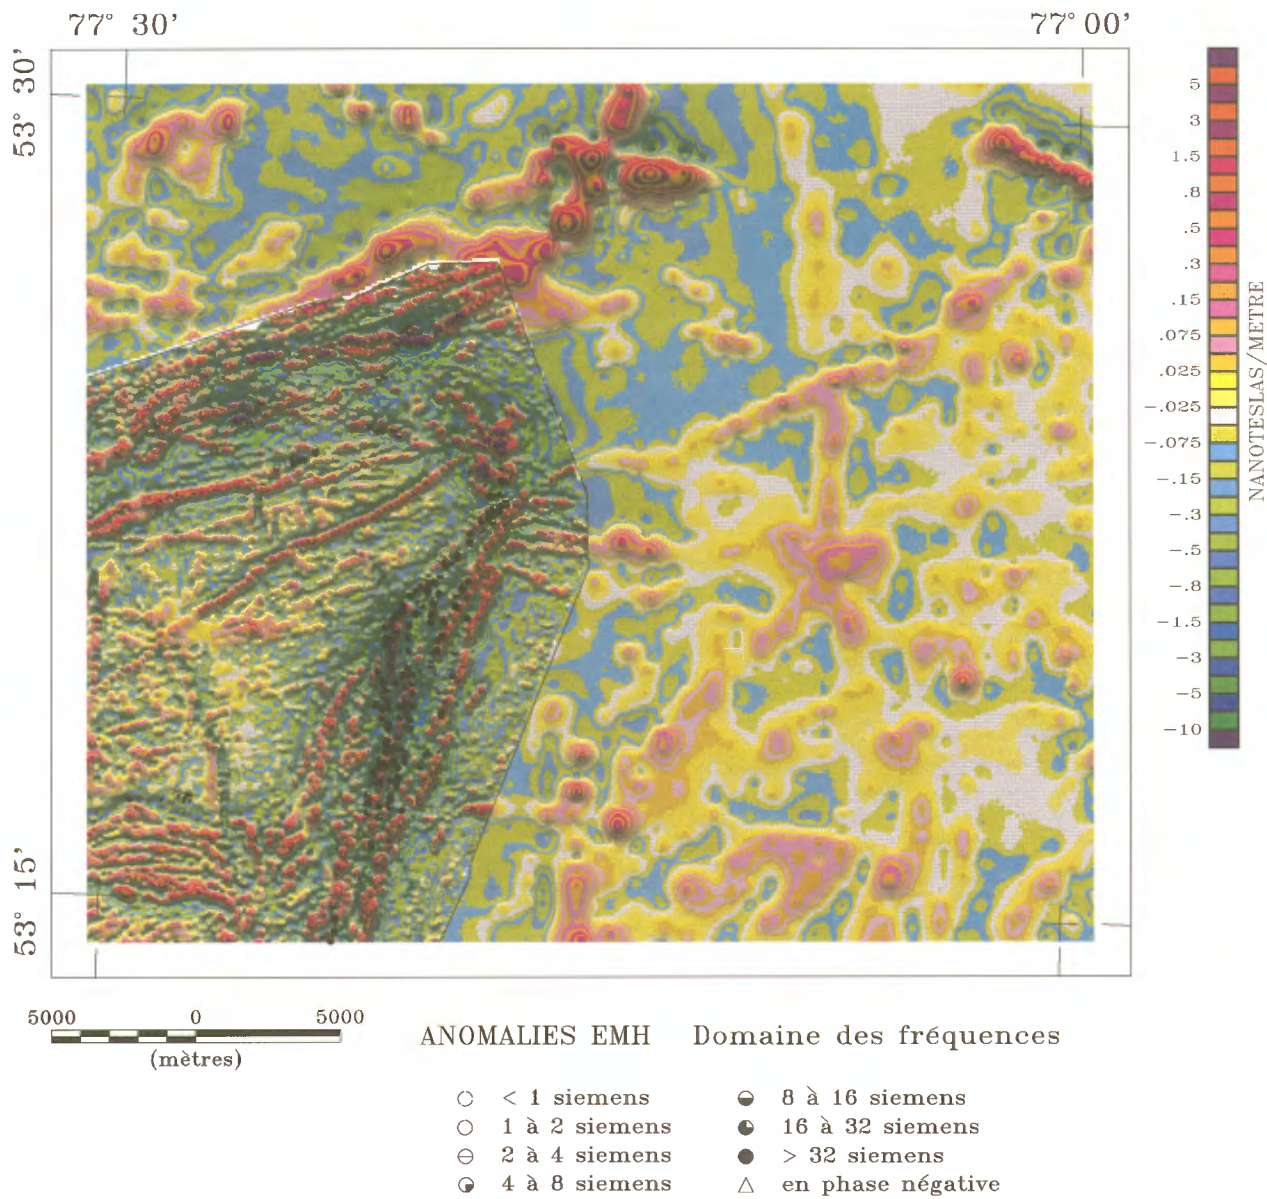 77° 30'
77° 00'
53° 30'
53° 15'
5
3
1.5
.8
.5
.3
.15
.075
.025
-.025
-.075
-.15
-.3
-.5
-.8
-1.5
-3
-5
-10
NANOTESLAS/METRE
5000 0 5000
(mètres)
ANOMALIES EMH Domaine des fréquences
< 1 siemens
1 à 2 siemens
2 à 4 siemens
4 à 8 siemens
8 à 16 siemens
16 à 32 siemens
> 32 siemens
en phase négative